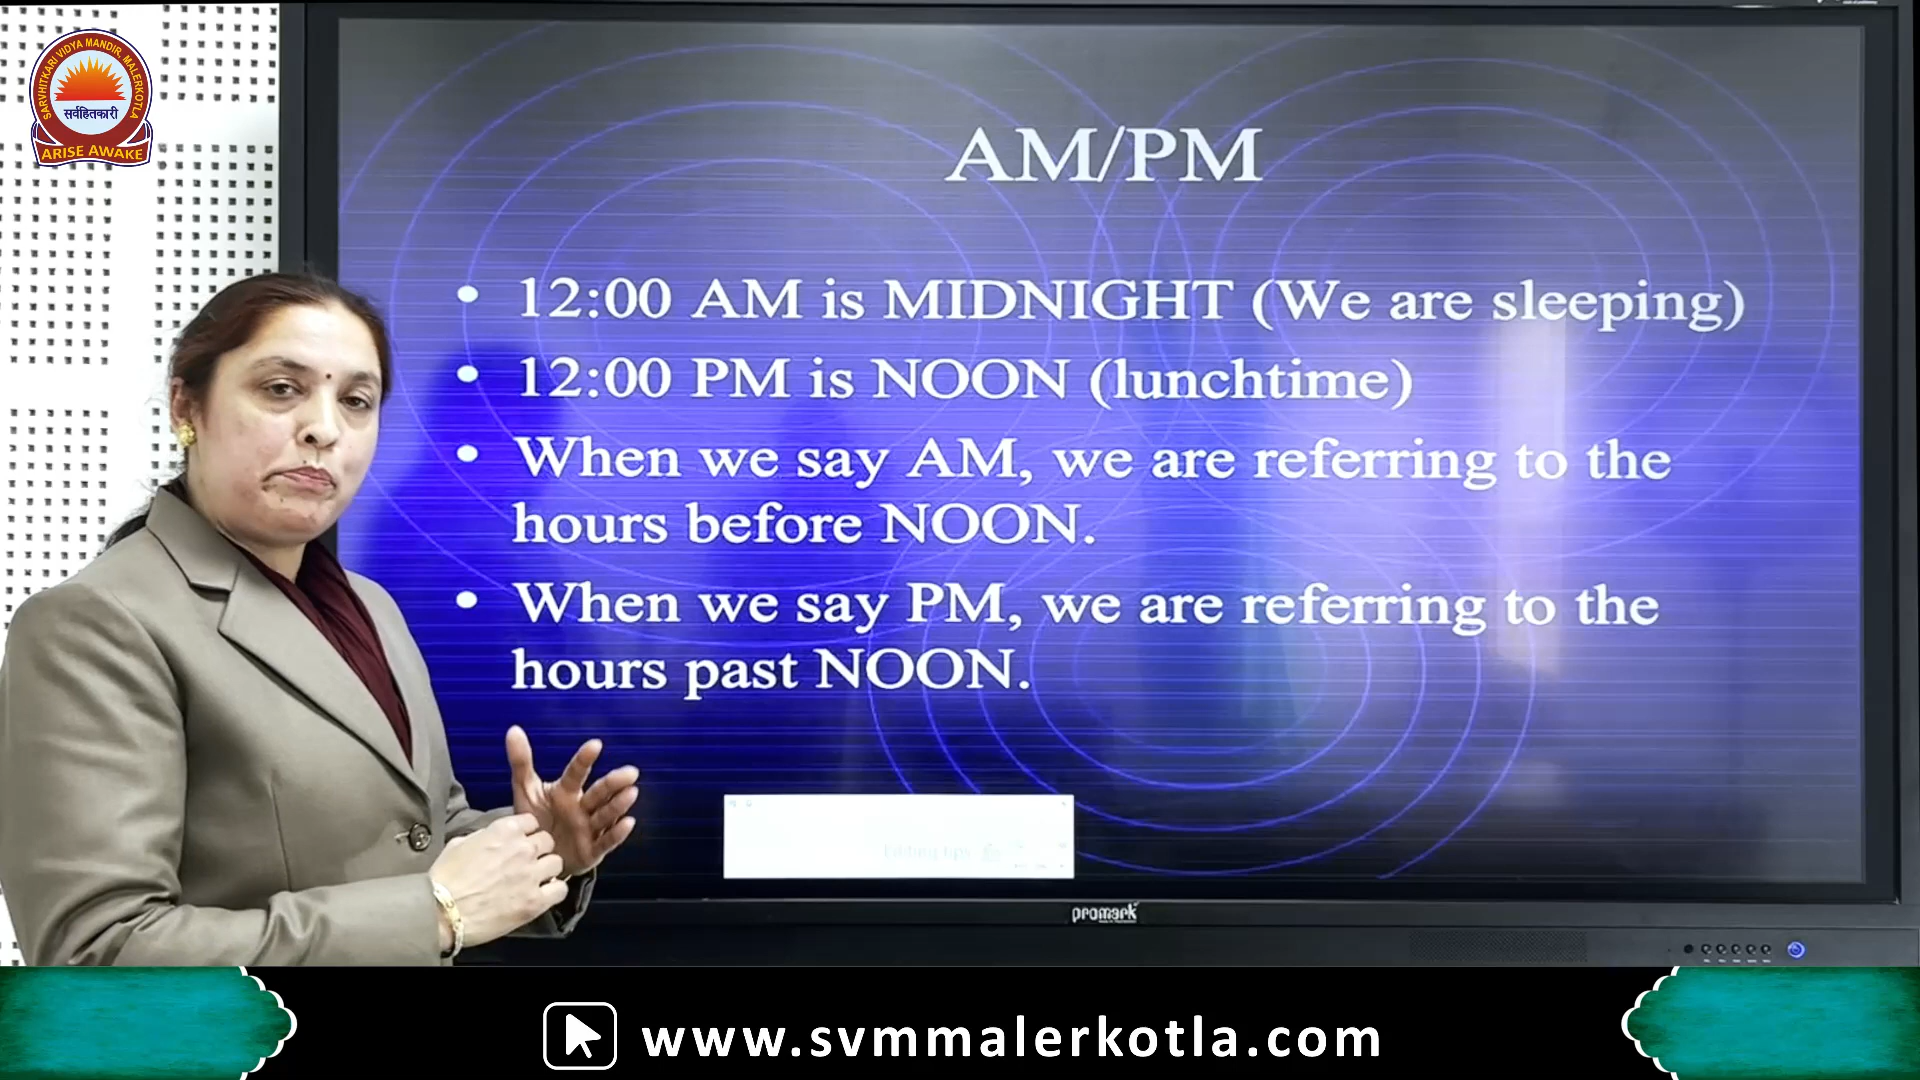 SARVHITKARI VIDYA MANDIR, MALERKOTLA
सर्वहितकारी
ARISE AWAKE
AM/PM
• 12:00 AM is MIDNIGHT (We are sleeping)
• 12:00 PM is NOON (lunchtime)
• When we say AM, we are referring to the
hours before NOON.
• When we say PM, we are referring to the
hours past NOON.
promark
www.svmmalerkotla.com